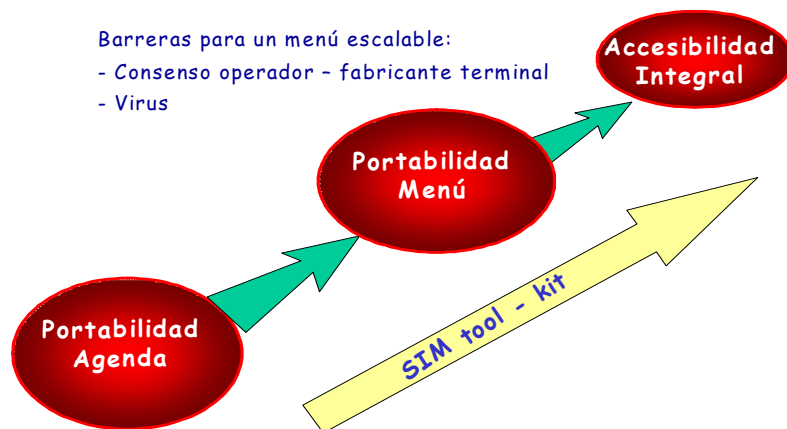 Barreras para un menú escalable:
- Consenso operador – fabricante terminal
- Virus
Accesibilidad
Integral
Portabilidad
Menú
Portabilidad
Agenda
SIM tool - kit